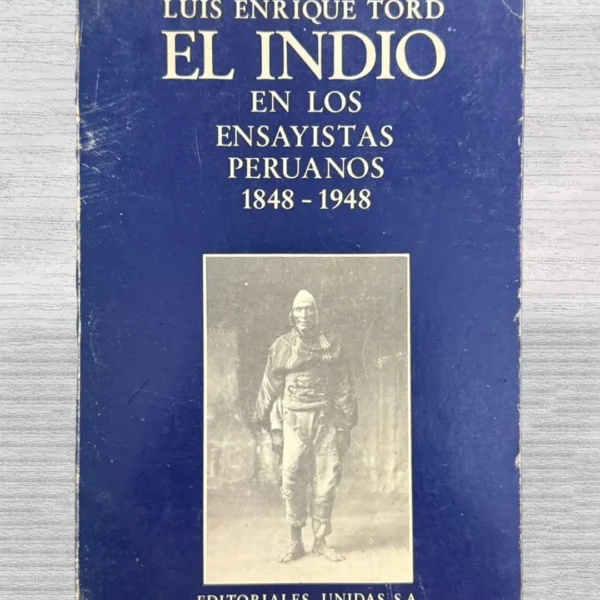 LUIS ENRIQUE TORD
EL INDIO
EN LOS
ENSAYISTAS
PERUANOS
1848 - 1948
EDITORIALES UNIDAS S.A.